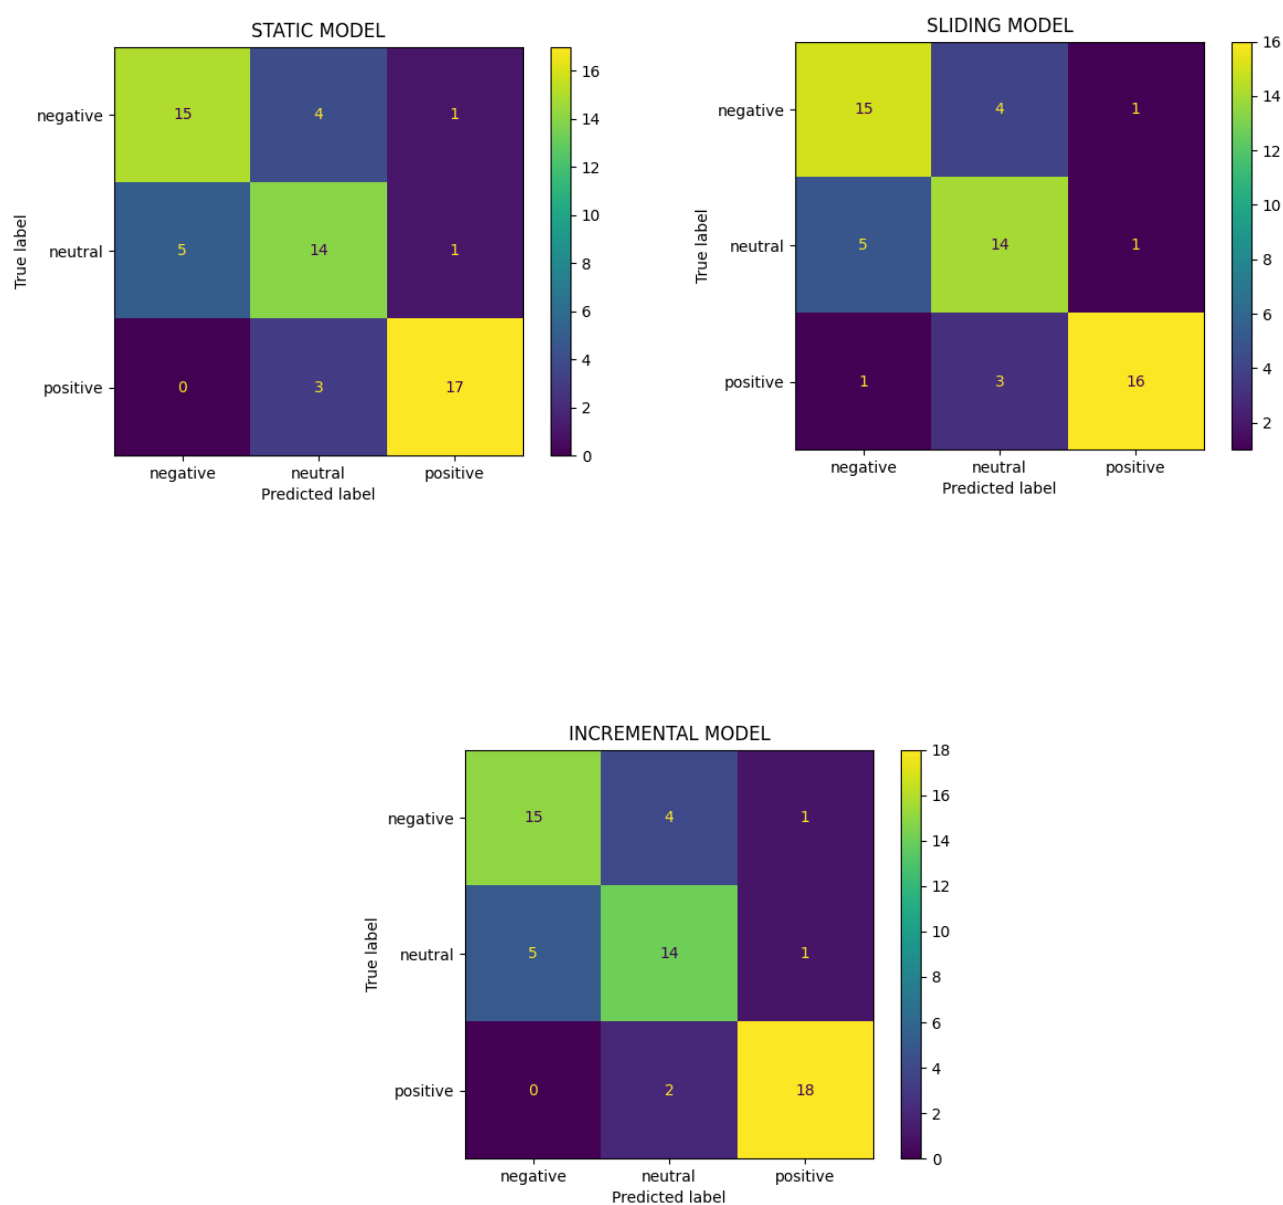 STATIC MODEL
negative 15 4 1
neutral 5 14 1
positive 0 3 17
True label
negative neutral positive
Predicted label
16
14
12
10
8
6
4
2
0
SLIDING MODEL
negative 15 4 1
neutral 5 14 1
positive 1 3 16
True label
negative neutral positive
Predicted label
16
14
12
10
8
6
4
2
INCREMENTAL MODEL
negative 15 4 1
neutral 5 14 1
positive 0 2 18
True label
negative neutral positive
Predicted label
18
16
14
12
10
8
6
4
2
0